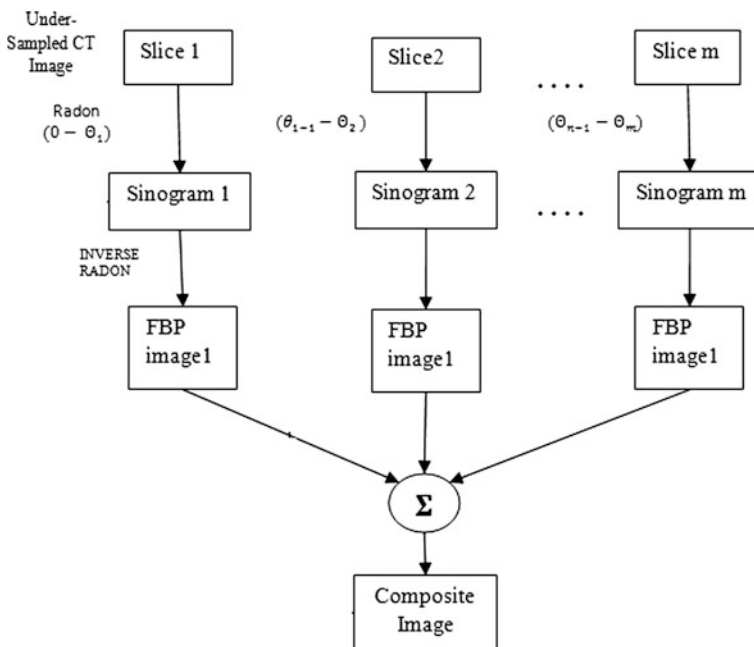 Under-
Sampled CT
Image
Slice 1
Slice2
....
Slice m
Radon
(0 − Θ₁)
(θ₁₋₁ − Θ₂)
(Θₙ₋₁ − Θₘ)
Sinogram 1
Sinogram 2
....
Sinogram m
INVERSE
RADON
FBP
image1
FBP
image1
FBP
image1
Σ
Composite
Image